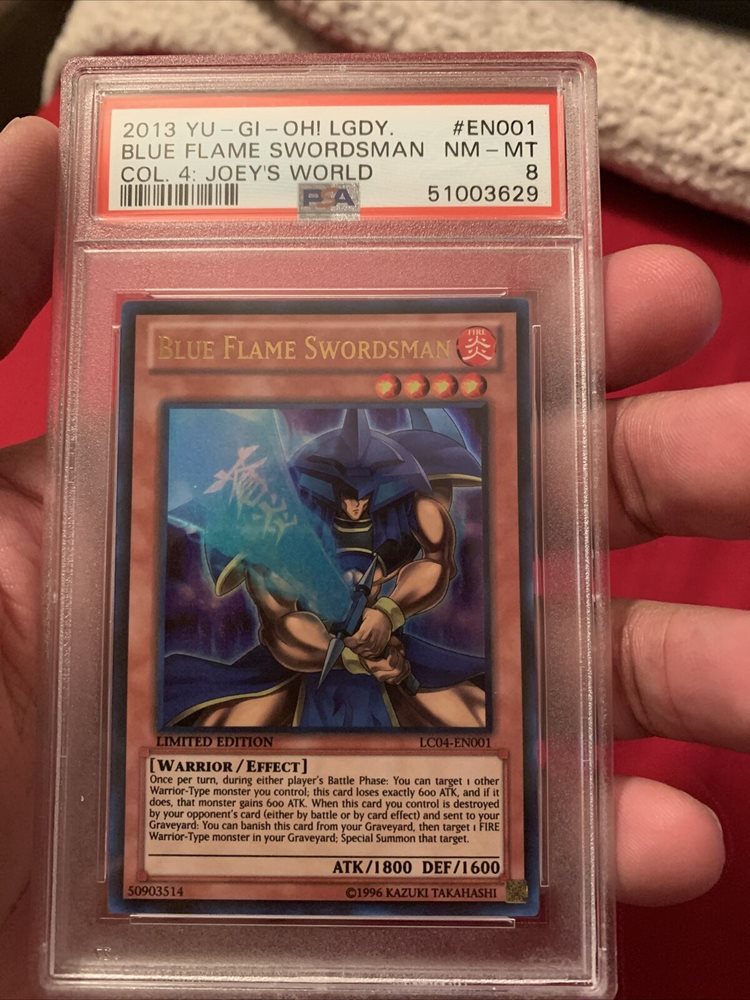 2013 YU-GI-OH! LGDY. #EN001
BLUE FLAME SWORDSMAN NM-MT
COL. 4: JOEY'S WORLD 8
PSA 51003629
BLUE FLAME SWORDSMAN FIRE 炎
LIMITED EDITION LC04-EN001
[WARRIOR/EFFECT]
Once per turn, during either player's Battle Phase: You can target 1 other
Warrior-Type monster you control; this card loses exactly 600 ATK, and if it
does, that monster gains 600 ATK. When this card you control is destroyed
by your opponent's card (either by battle or by card effect) and sent to your
Graveyard: You can banish this card from your Graveyard, then target 1 FIRE
Warrior-Type monster in your Graveyard; Special Summon that target.
ATK/1800 DEF/1600
50903514 ©1996 KAZUKI TAKAHASHI